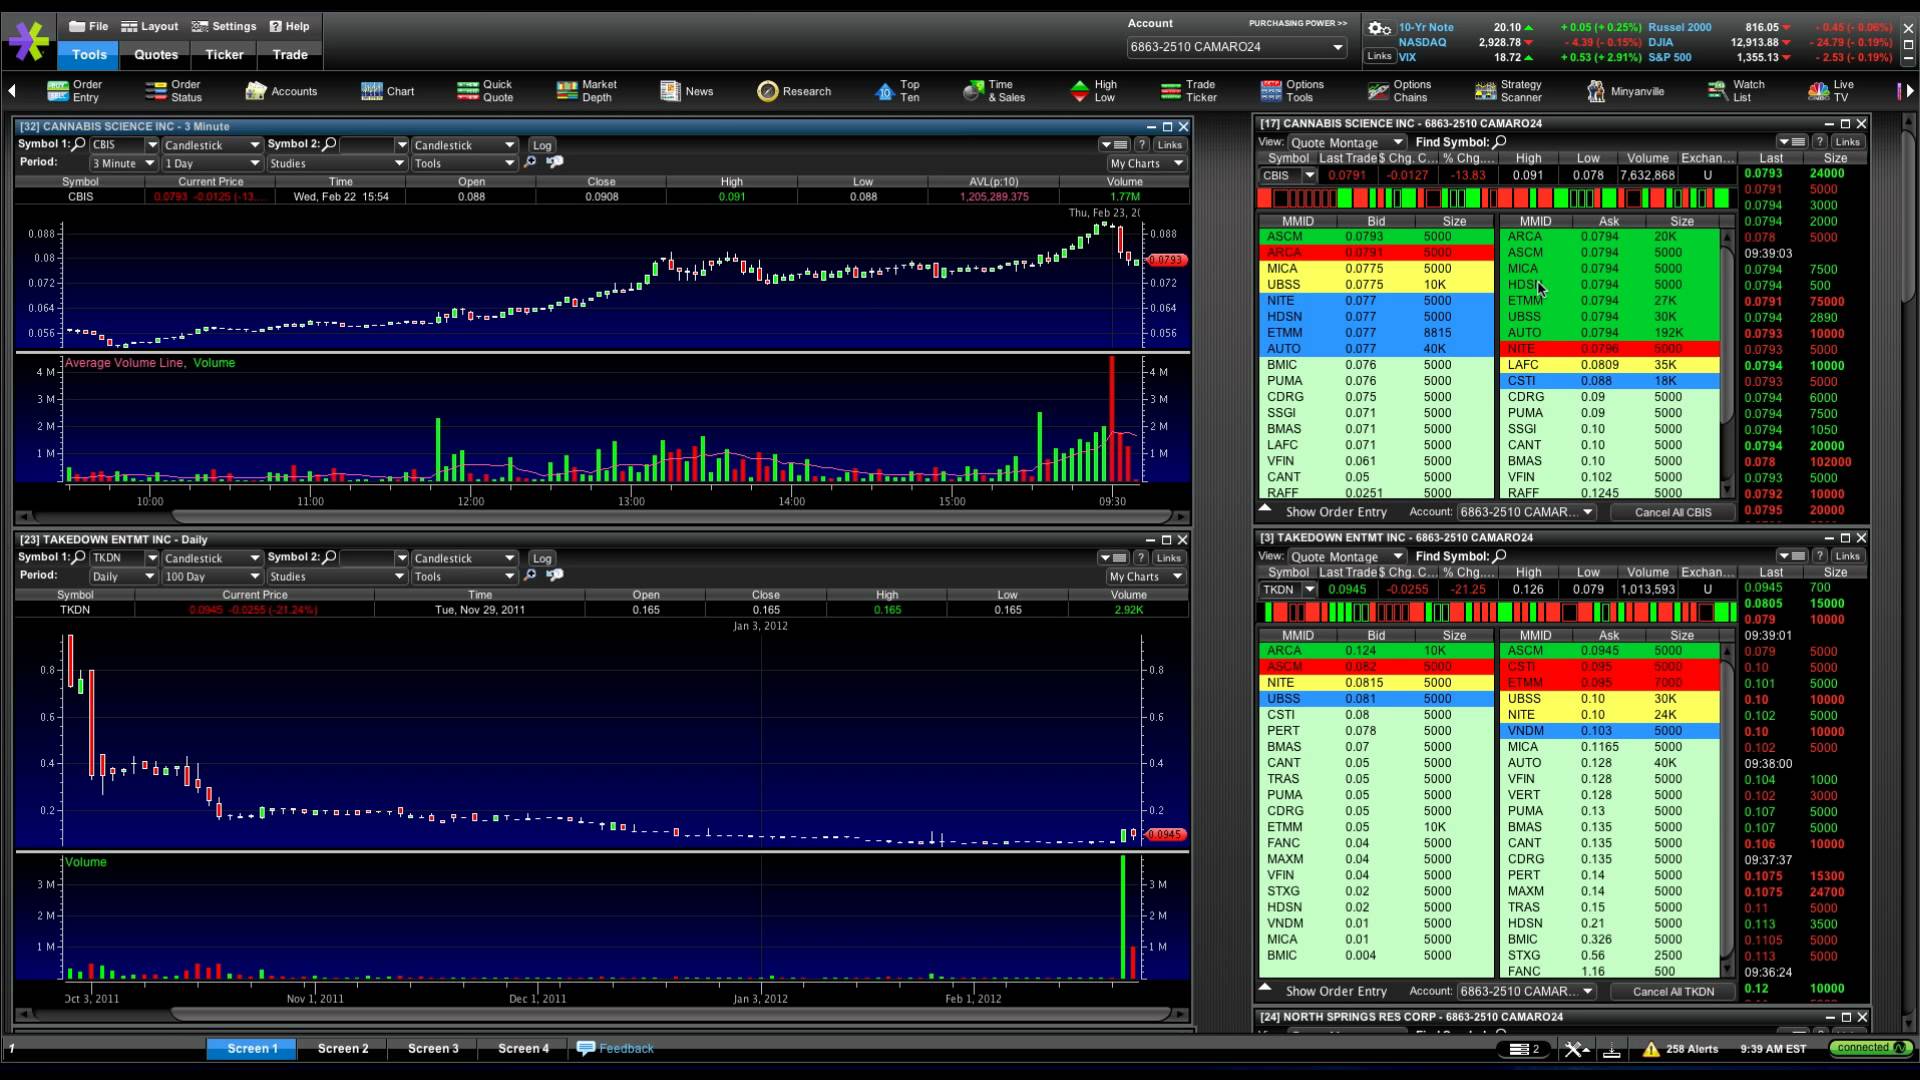 File Layout Settings ? Help
Tools Quotes Ticker Trade
Account PURCHASING POWER >>
6863-2510 CAMARO24
Links
10-Yr Note 20.10 + 0.05 (+ 0.25%) Russel 2000 816.05 - 0.45 (- 0.06%)
NASDAQ 2,928.78 - 4.39 (- 0.15%) DJIA 12,913.88 - 24.79 (- 0.19%)
VIX 18.72 + 0.53 (+ 2.91%) S&P 500 1,355.13 - 2.53 (- 0.19%)
Order Entry Order Status Accounts Chart Quick Quote Market Depth News Research Top Ten Time & Sales High Low Trade Ticker Options Tools Options Chains Strategy Scanner Minyanville Watch List Live TV
[32] CANNABIS SCIENCE INC - 3 Minute
Symbol 1: CBIS Candlestick Symbol 2: Candlestick Log ? Links
Period: 3 Minute 1 Day Studies Tools My Charts
Symbol Current Price Time Open Close High Low AVL(p:10) Volume
CBIS 0.0793 -0.0125 (-13.... Wed, Feb 22 15:54 0.088 0.0908 0.091 0.088 1,205,289.375 1.77M
Thu, Feb 23, 2(
0.088 0.088
0.08 0.08
0.0793
0.072 0.072
0.064 0.064
0.056 0.056
Average Volume Line, Volume
4 M 4 M
3 M 3 M
2 M 2 M
1 M 1 M
10:00 11:00 12:00 13:00 14:00 15:00 09:30
[23] TAKEDOWN ENTMT INC - Daily
Symbol 1: TKDN Candlestick Symbol 2: Candlestick Log ? Links
Period: Daily 100 Day Studies Tools My Charts
Symbol Current Price Time Open Close High Low Volume
TKDN 0.0945 -0.0255 (-21.24%) Tue, Nov 29, 2011 0.165 0.165 0.165 0.165 2.92K
Jan 3, 2012
0.8 0.8
0.6 0.6
0.4 0.4
0.2 0.2
0.0945
Volume
3 M 3 M
2 M 2 M
1 M 1 M
Oct 3, 2011 Nov 1, 2011 Dec 1, 2011 Jan 3, 2012 Feb 1, 2012
[17] CANNABIS SCIENCE INC - 6863-2510 CAMARO24
View: Quote Montage Find Symbol: ? Links
Symbol Last Trade $ Chg. C... % Chg.... High Low Volume Exchan...
CBIS 0.0791 -0.0127 -13.83 0.091 0.078 7,632,868 U
MMID Bid Size MMID Ask Size
ASCM 0.0793 5000 ARCA 0.0794 20K
ARCA 0.0791 5000 ASCM 0.0794 5000
MICA 0.0775 5000 MICA 0.0794 5000
UBSS 0.0775 10K HDSN 0.0794 5000
NITE 0.077 5000 ETMM 0.0794 27K
HDSN 0.077 5000 UBSS 0.0794 30K
ETMM 0.077 8815 AUTO 0.0794 192K
AUTO 0.077 40K NITE 0.0796 5000
BMIC 0.076 5000 LAFC 0.0809 35K
PUMA 0.076 5000 CSTI 0.088 18K
CDRG 0.075 5000 CDRG 0.09 5000
SSGI 0.071 5000 PUMA 0.09 5000
BMAS 0.071 5000 SSGI 0.10 5000
LAFC 0.071 5000 CANT 0.10 5000
VFIN 0.061 5000 BMAS 0.10 5000
CANT 0.05 5000 VFIN 0.102 5000
RAFF 0.0251 5000 RAFF 0.1245 5000
Show Order Entry Account: 6863-2510 CAMAR... Cancel All CBIS
Last Size
0.0793 24000
0.0791 5000
0.0794 3000
0.0794 2000
0.078 5000
09:39:03
0.0794 7500
0.0794 500
0.0791 75000
0.0794 2890
0.0793 10000
0.0793 5000
0.0794 10000
0.0793 5000
0.0794 6000
0.0794 7500
0.0794 1050
0.0794 20000
0.078 102000
0.0793 5000
0.0792 10000
0.0795 20000
[3] TAKEDOWN ENTMT INC - 6863-2510 CAMARO24
View: Quote Montage Find Symbol: ? Links
Symbol Last Trade $ Chg. C... % Chg.... High Low Volume Exchan...
TKDN 0.0945 -0.0255 -21.25 0.126 0.079 1,013,593 U
MMID Bid Size MMID Ask Size
ARCA 0.124 10K ASCM 0.0945 5000
ASCM 0.082 5000 CSTI 0.095 5000
NITE 0.0815 5000 ETMM 0.095 7000
UBSS 0.081 5000 UBSS 0.10 30K
CSTI 0.08 5000 NITE 0.10 24K
PERT 0.078 5000 VNDM 0.103 5000
BMAS 0.07 5000 MICA 0.1165 5000
CANT 0.05 5000 AUTO 0.128 40K
TRAS 0.05 5000 VFIN 0.128 5000
PUMA 0.05 5000 VERT 0.128 5000
CDRG 0.05 5000 PUMA 0.13 5000
ETMM 0.05 10K BMAS 0.135 5000
FANC 0.04 5000 CANT 0.135 5000
MAXM 0.04 5000 CDRG 0.135 5000
VFIN 0.04 5000 PERT 0.14 5000
STXG 0.02 5000 MAXM 0.14 5000
HDSN 0.02 5000 TRAS 0.15 5000
VNDM 0.01 5000 HDSN 0.21 5000
MICA 0.01 5000 BMIC 0.326 5000
BMIC 0.004 5000 STXG 0.56 2500
FANC 1.16 500
Show Order Entry Account: 6863-2510 CAMAR... Cancel All TKDN
Last Size
0.0945 700
0.0805 15000
0.079 10000
09:39:01
0.079 5000
0.10 5000
0.101 5000
0.10 10000
0.102 5000
0.10 10000
0.102 5000
09:38:00
0.104 1000
0.102 3000
0.107 5000
0.107 5000
0.106 10000
09:37:37
0.1075 15300
0.1075 24700
0.11 5000
0.113 3500
0.1105 5000
0.113 5000
09:36:24
0.12 10000
[24] NORTH SPRINGS RES CORP - 6863-2510 CAMARO24
1 Screen 1 Screen 2 Screen 3 Screen 4 Feedback 2 258 Alerts 9:39 AM EST connected